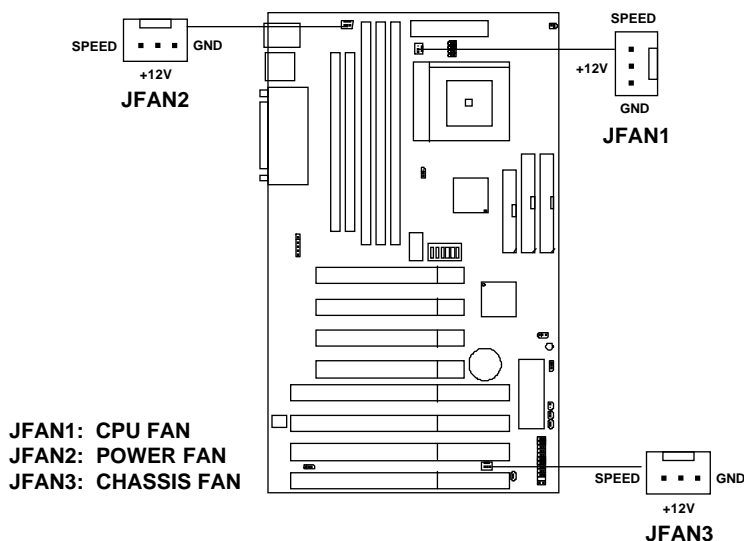 SPEED
GND
+12V
JFAN2
SPEED
+12V
GND
JFAN1
JFAN1: CPU FAN
JFAN2: POWER FAN
JFAN3: CHASSIS FAN
SPEED
GND
+12V
JFAN3